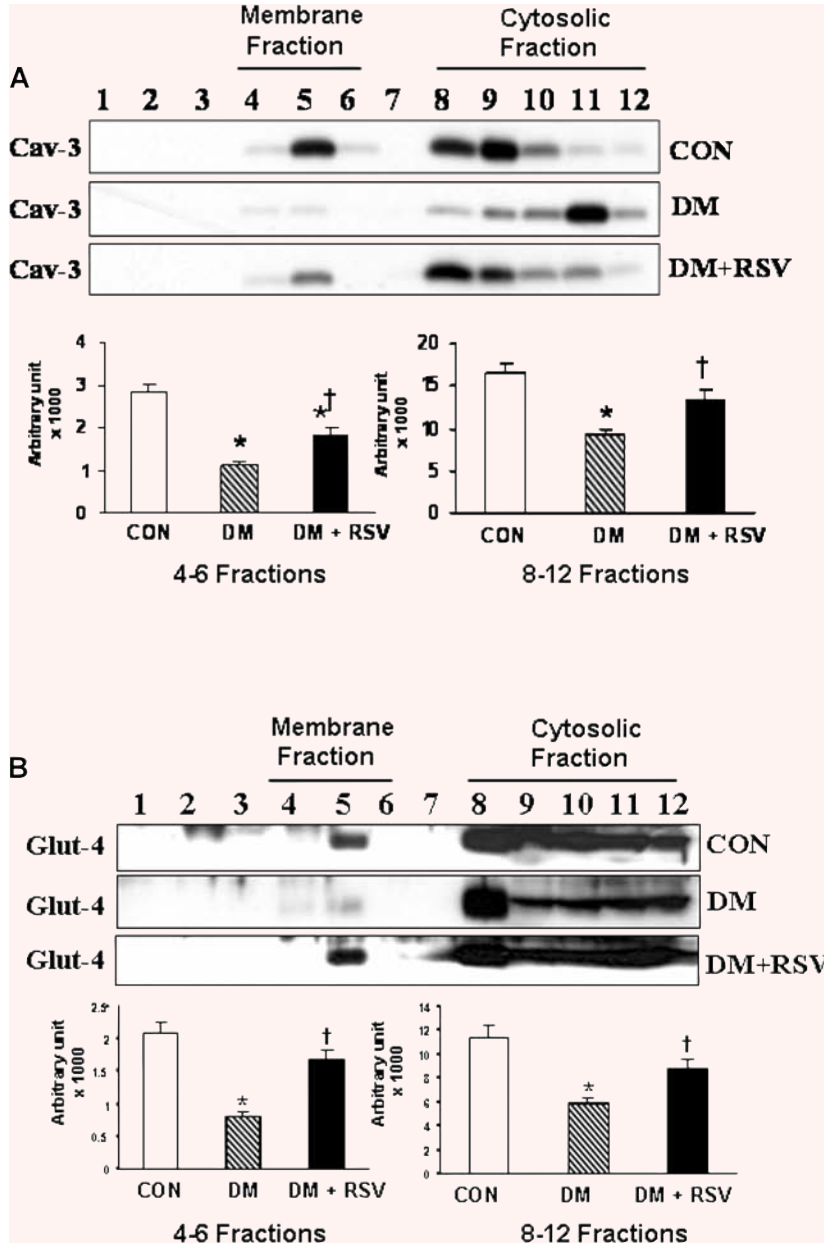 Membrane Fraction
Cytosolic Fraction
A
1 2 3 4 5 6 7 8 9 10 11 12
Cav-3 CON
Cav-3 DM
Cav-3 DM+RSV
Arbitrary unit x 1000
4
3
2
1
0
* *†
CON DM DM + RSV
4-6 Fractions
Arbitrary unit x 1000
20
15
10
5
0
* †
CON DM DM + RSV
8-12 Fractions
Membrane Fraction
Cytosolic Fraction
B
1 2 3 4 5 6 7 8 9 10 11 12
Glut-4 CON
Glut-4 DM
Glut-4 DM+RSV
Arbitrary unit x 1000
2.5
2
1.5
1
0.5
0
* †
CON DM DM + RSV
4-6 Fractions
Arbitrary unit x 1000
14
12
10
8
6
4
2
0
* †
CON DM DM + RSV
8-12 Fractions